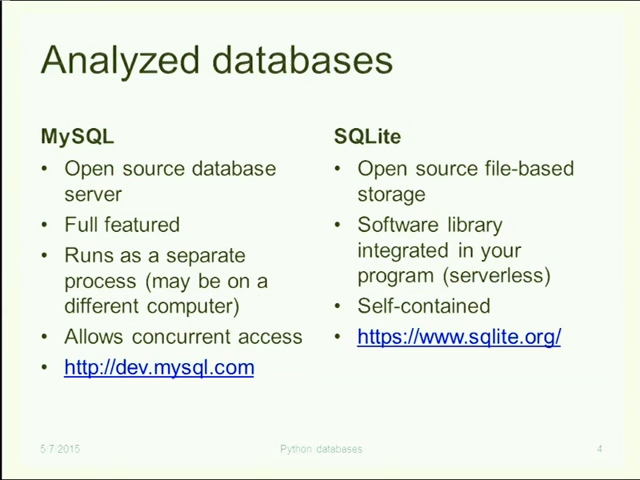 Analyzed databases
MySQL
• Open source database
server
• Full featured
• Runs as a separate
process (may be on a
different computer)
• Allows concurrent access
• http://dev.mysql.com
SQLite
• Open source file-based
storage
• Software library
integrated in your
program (serverless)
• Self-contained
• https://www.sqlite.org/
5/7/2015
Python databases
4